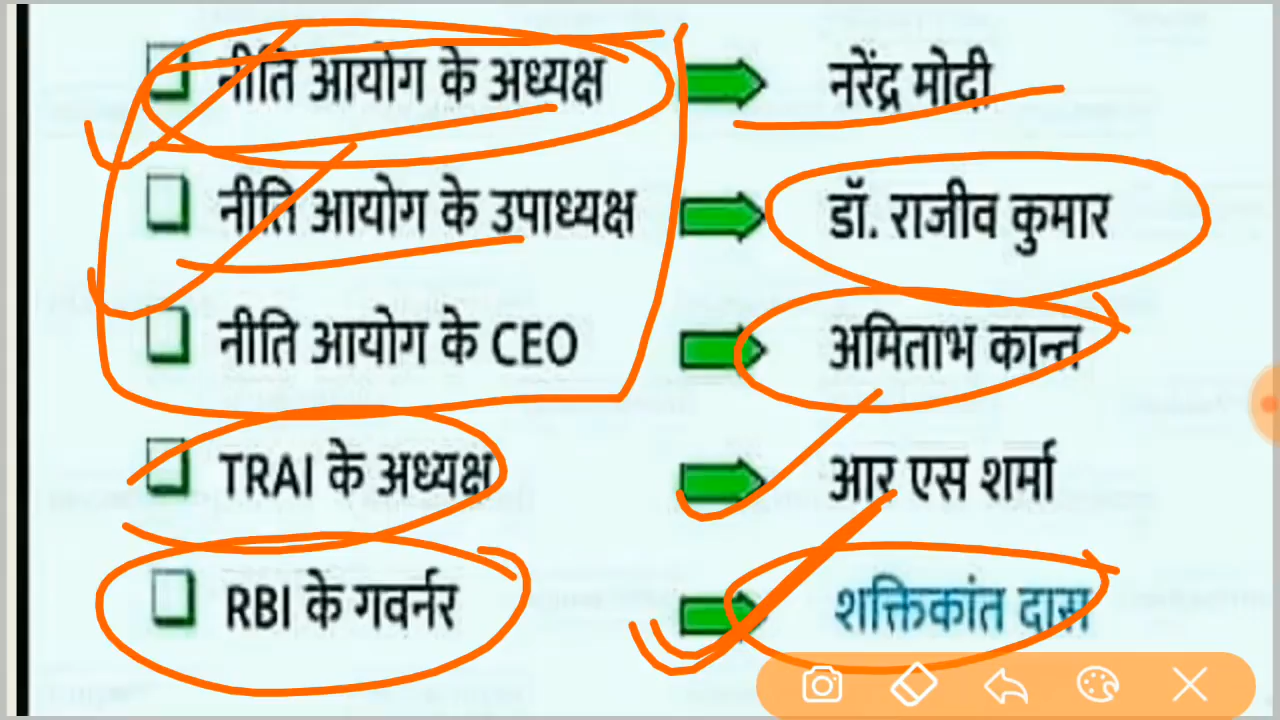 नीति आयोग के अध्यक्ष नरेंद्र मोदी
नीति आयोग के उपाध्यक्ष डॉ. राजीव कुमार
नीति आयोग के CEO अमिताभ कान्त
TRAI के अध्यक्ष आर एस शर्मा
RBI के गवर्नर शक्तिकांत दास